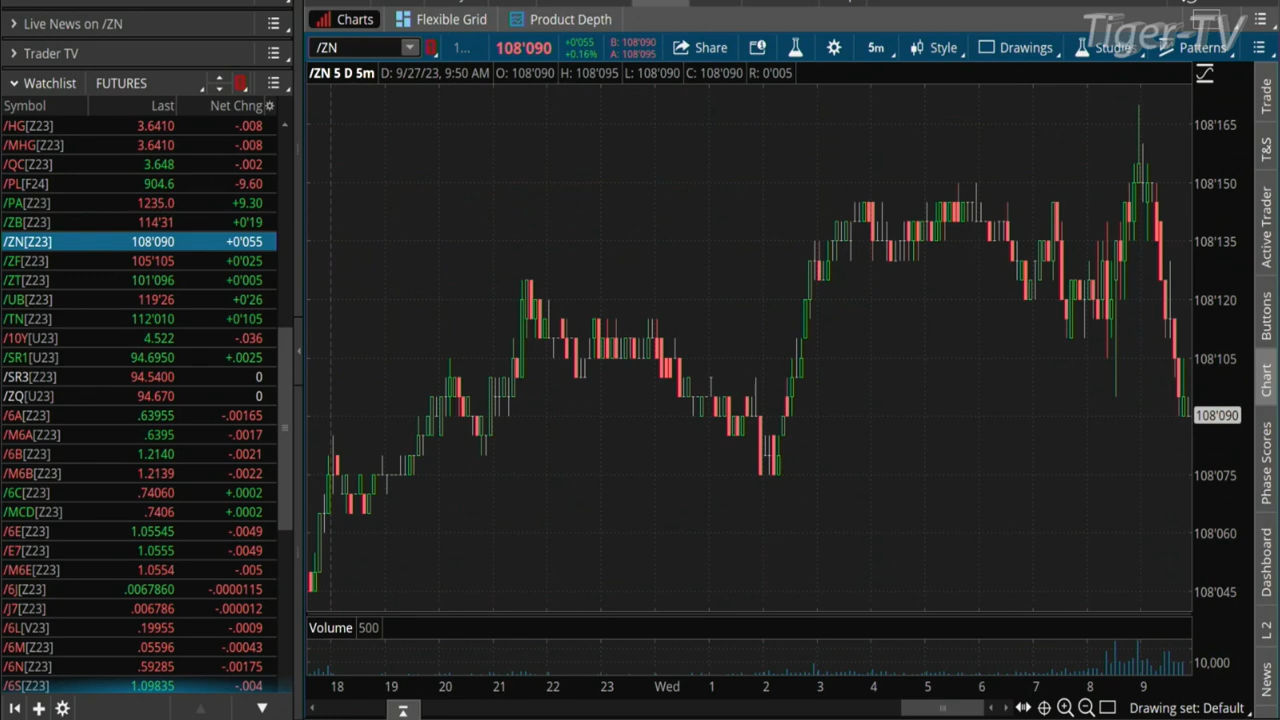 Live News on /ZN
Trader TV
Watchlist FUTURES
Symbol Last Net Chng
/HG[Z23] 3.6410 -.008
/MHG[Z23] 3.6410 -.008
/QC[Z23] 3.648 -.002
/PL[F24] 904.6 -9.60
/PA[Z23] 1235.0 +9.30
/ZB[Z23] 114'31 +0'19
/ZN[Z23] 108'090 +0'055
/ZF[Z23] 105'105 +0'025
/ZT[Z23] 101'096 +0'005
/UB[Z23] 119'26 +0'26
/TN[Z23] 112'010 +0'105
/10Y[U23] 4.522 -.036
/SR1[U23] 94.6950 +.0025
/SR3[Z23] 94.5400 0
/ZQ[U23] 94.670 0
/6A[Z23] .63955 -.00165
/M6A[Z23] .6395 -.0017
/6B[Z23] 1.2140 -.0021
/M6B[Z23] 1.2139 -.0022
/6C[Z23] .74060 +.0002
/MCD[Z23] .7406 +.0002
/6E[Z23] 1.05545 -.0049
/E7[Z23] 1.0555 -.0049
/M6E[Z23] 1.0554 -.005
/6J[Z23] .0067860 -.0000115
/J7[Z23] .006786 -.000012
/6L[V23] .19955 -.0009
/6M[Z23] .05596 -.00043
/6N[Z23] .59285 -.00175
/6S[Z23] 1.09835 -.004
Charts Flexible Grid Product Depth
Tiger-TV
/ZN 1... 108'090 +0'055 +0.16% B: 108'090 A: 108'095 Share 5m Style Drawings Studies Patterns
/ZN 5 D 5m D: 9/27/23, 9:50 AM O: 108'090 H: 108'095 L: 108'090 C: 108'090 R: 0'005
108'165
108'150
108'135
108'120
108'105
108'090
108'075
108'060
108'045
Volume 500
10,000
18 19 20 21 22 23 Wed 1 2 3 4 5 6 7 8 9
Drawing set: Default
Trade
T&S
Active Trader
Buttons
Chart
Phase Scores
Dashboard
L 2
News